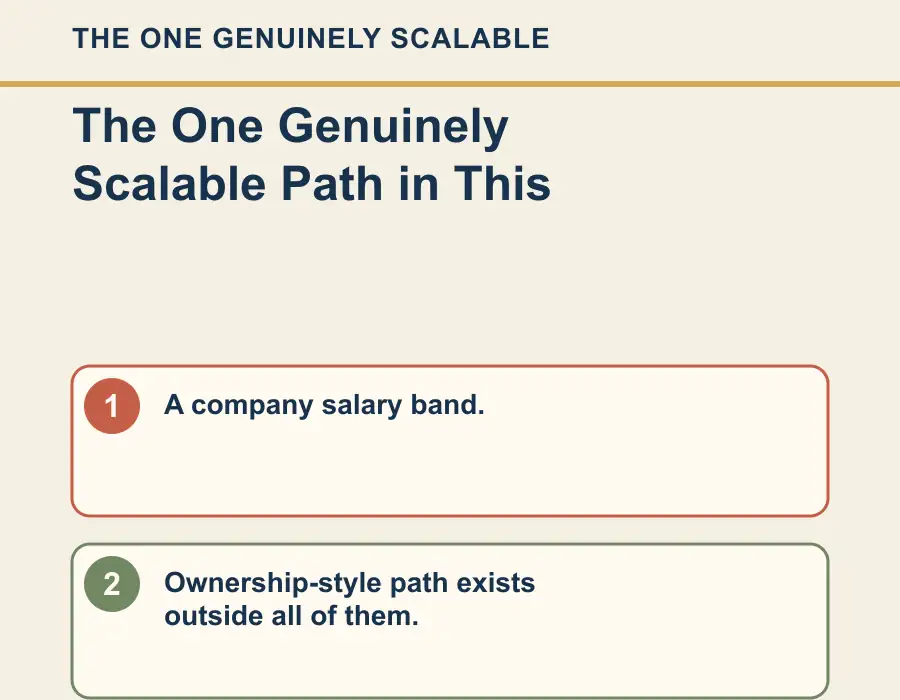 THE ONE GENUINELY SCALABLE
The One Genuinely
Scalable Path in This
1
A company salary band.
2
Ownership-style path exists
outside all of them.